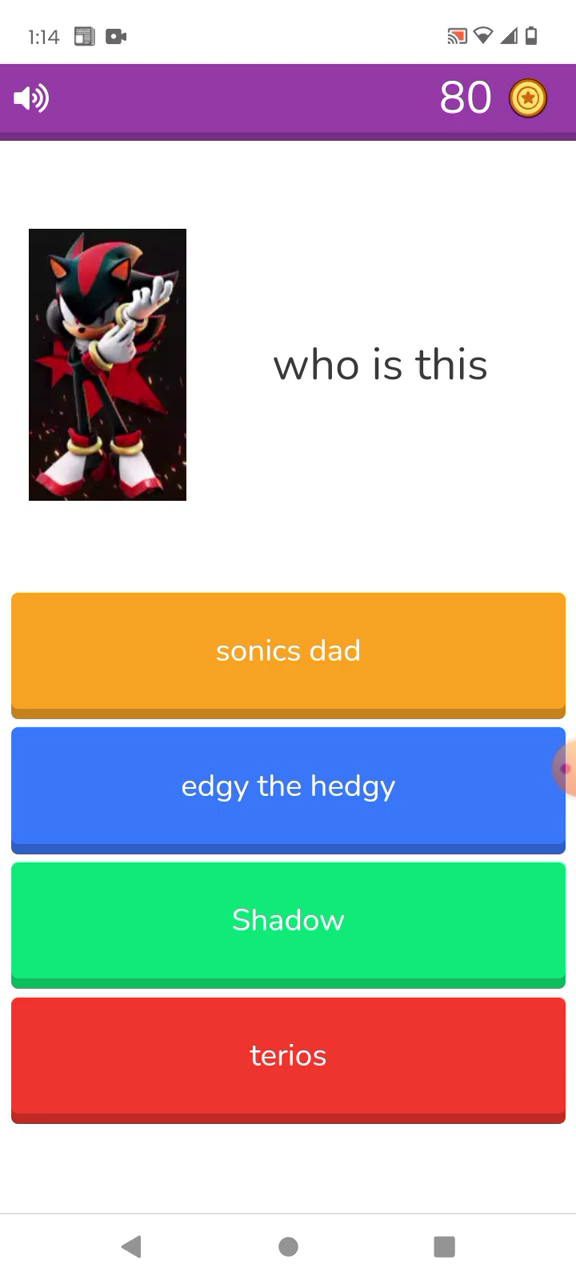 1:14
80
who is this
sonics dad
edgy the hedgy
Shadow
terios